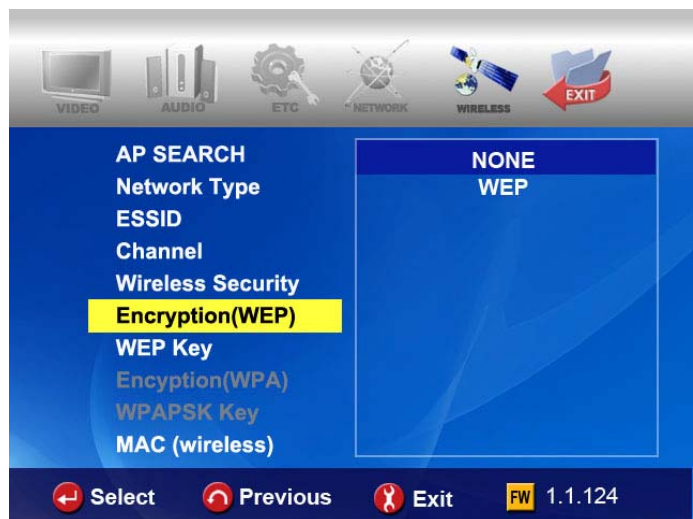 VIDEO AUDIO ETC NETWORK WIRELESS EXIT
AP SEARCH
Network Type
ESSID
Channel
Wireless Security
Encryption(WEP)
WEP Key
Encyption(WPA)
WPAPSK Key
MAC (wireless)
NONE
WEP
Select Previous Exit FW 1.1.124